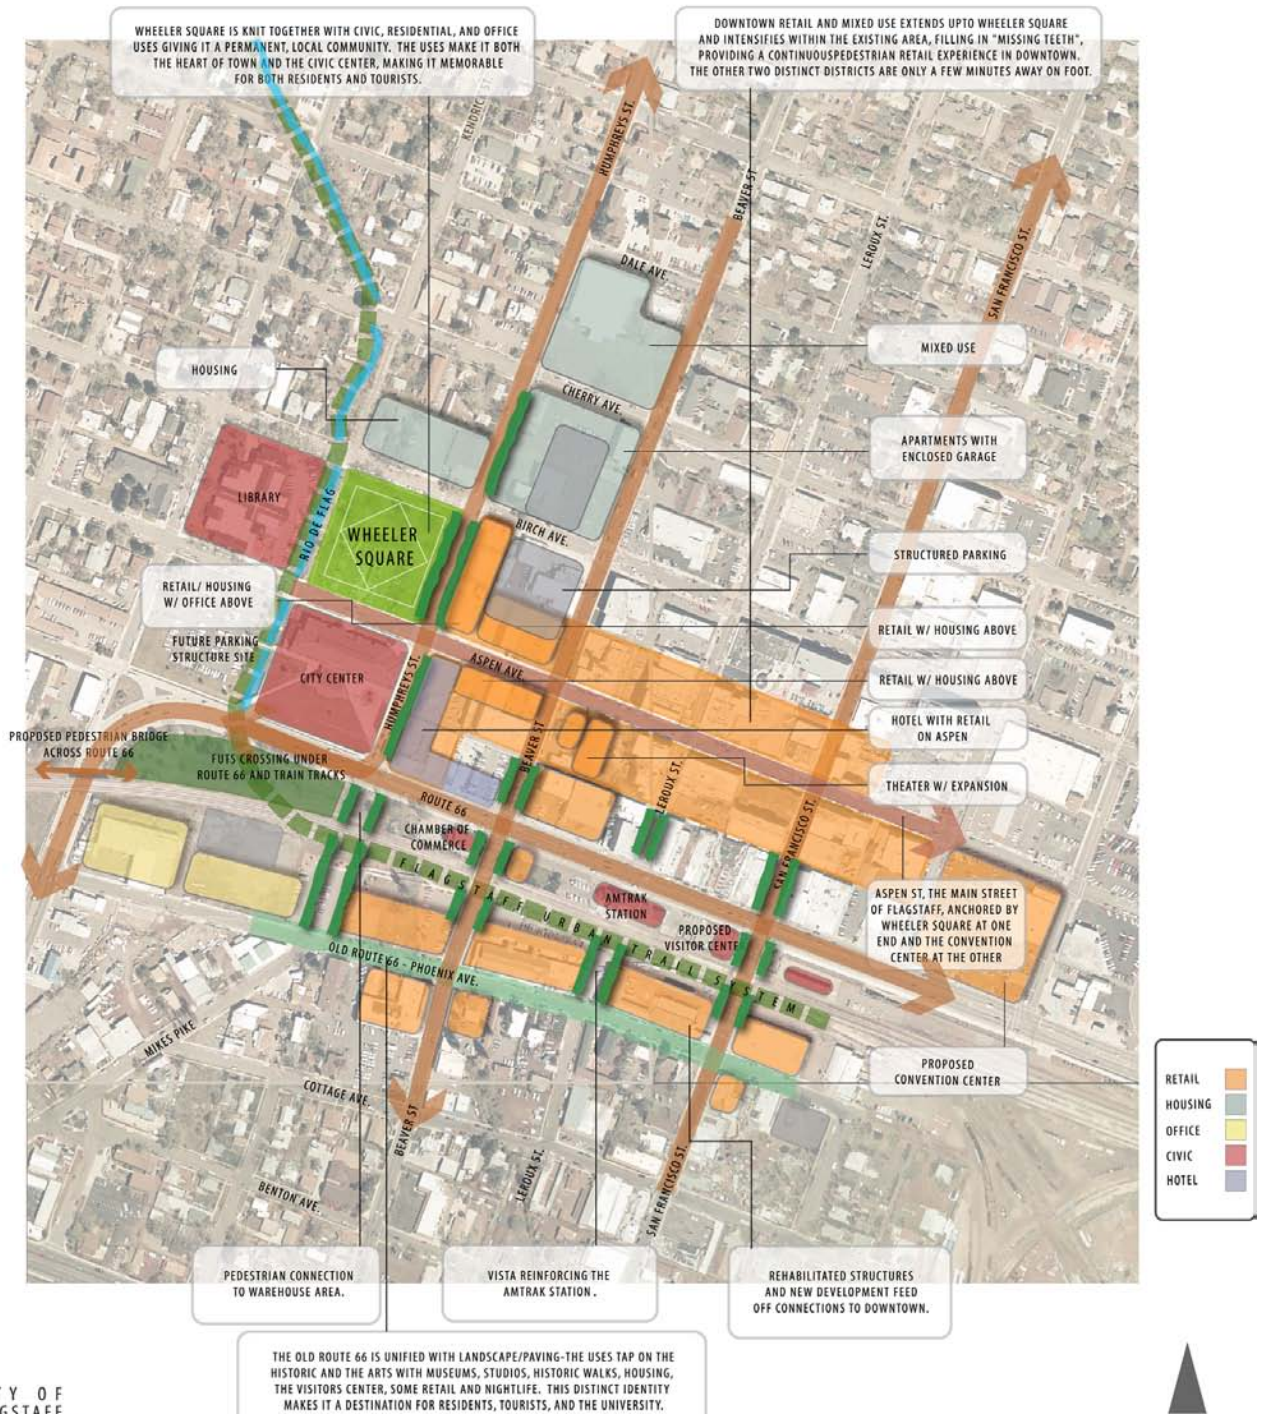 WHEELER SQUARE IS KNIT TOGETHER WITH CIVIC, RESIDENTIAL, AND OFFICE
USES GIVING IT A PERMANENT, LOCAL COMMUNITY. THE USES MAKE IT BOTH
THE HEART OF TOWN AND THE CIVIC CENTER, MAKING IT MEMORABLE
FOR BOTH RESIDENTS AND TOURISTS.
DOWNTOWN RETAIL AND MIXED USE EXTENDS UPTO WHEELER SQUARE
AND INTENSIFIES WITHIN THE EXISTING AREA, FILLING IN "MISSING TEETH",
PROVIDING A CONTINUOUSPEDESTRIAN RETAIL EXPERIENCE IN DOWNTOWN.
THE OTHER TWO DISTINCT DISTRICTS ARE ONLY A FEW MINUTES AWAY ON FOOT.
KENDRICK ST.
HUMPHREYS ST.
BEAVER ST
LEROUX ST.
SAN FRANCISCO ST.
DALE AVE.
MIXED USE
HOUSING
CHERRY AVE.
APARTMENTS WITH
ENCLOSED GARAGE
LIBRARY
RIO DE FLAG
WHEELER
SQUARE
BIRCH AVE.
STRUCTURED PARKING
RETAIL/ HOUSING
W/ OFFICE ABOVE
RETAIL W/ HOUSING ABOVE
FUTURE PARKING
STRUCTURE SITE
CITY CENTER
HUMPHREYS ST.
ASPEN AVE.
RETAIL W/ HOUSING ABOVE
HOTEL WITH RETAIL
ON ASPEN
PROPOSED PEDESTRIAN BRIDGE
ACROSS ROUTE 66
FUTS CROSSING UNDER
ROUTE 66 AND TRAIN TRACKS
BEAVER ST
LEROUX ST.
THEATER W/ EXPANSION
ROUTE 66
CHAMBER OF
COMMERCE
SAN FRANCISCO ST.
FLAGSTAFF URBAN TRAIL SYSTEM
AMTRAK
STATION
PROPOSED
VISITOR CENTE
ASPEN ST, THE MAIN STREET
OF FLAGSTAFF, ANCHORED BY
WHEELER SQUARE AT ONE
END AND THE CONVENTION
CENTER AT THE OTHER
OLD ROUTE 66 - PHOENIX AVE.
MIKES PIKE
COTTAGE AVE.
BEAVER ST
BENTON AVE.
LEROUX ST.
SAN FRANCISCO ST.
PROPOSED
CONVENTION CENTER
RETAIL
HOUSING
OFFICE
CIVIC
HOTEL
PEDESTRIAN CONNECTION
TO WAREHOUSE AREA.
VISTA REINFORCING THE
AMTRAK STATION .
REHABILITATED STRUCTURES
AND NEW DEVELOPMENT FEED
OFF CONNECTIONS TO DOWNTOWN.
THE OLD ROUTE 66 IS UNIFIED WITH LANDSCAPE/PAVING-THE USES TAP ON THE
HISTORIC AND THE ARTS WITH MUSEUMS, STUDIOS, HISTORIC WALKS, HOUSING,
THE VISITORS CENTER, SOME RETAIL AND NIGHTLIFE. THIS DISTINCT IDENTITY
MAKES IT A DESTINATION FOR RESIDENTS, TOURISTS, AND THE UNIVERSITY.
Y OF
GSTAFF